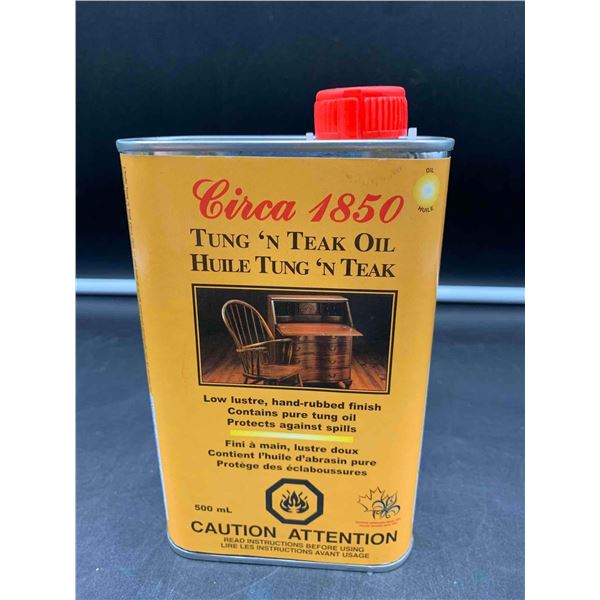 OIL
HUILE
Circa 1850
TUNG 'N TEAK OIL
HUILE TUNG 'N TEAK
Low lustre, hand-rubbed finish
Contains pure tung oil
Protects against spills
Fini à main, lustre doux
Contient l'huile d'abrasin pure
Protège des éclaboussures
500 mL
CAUTION ATTENTION
READ INSTRUCTIONS BEFORE USING
LIRE LES INSTRUCTIONS AVANT USAGE